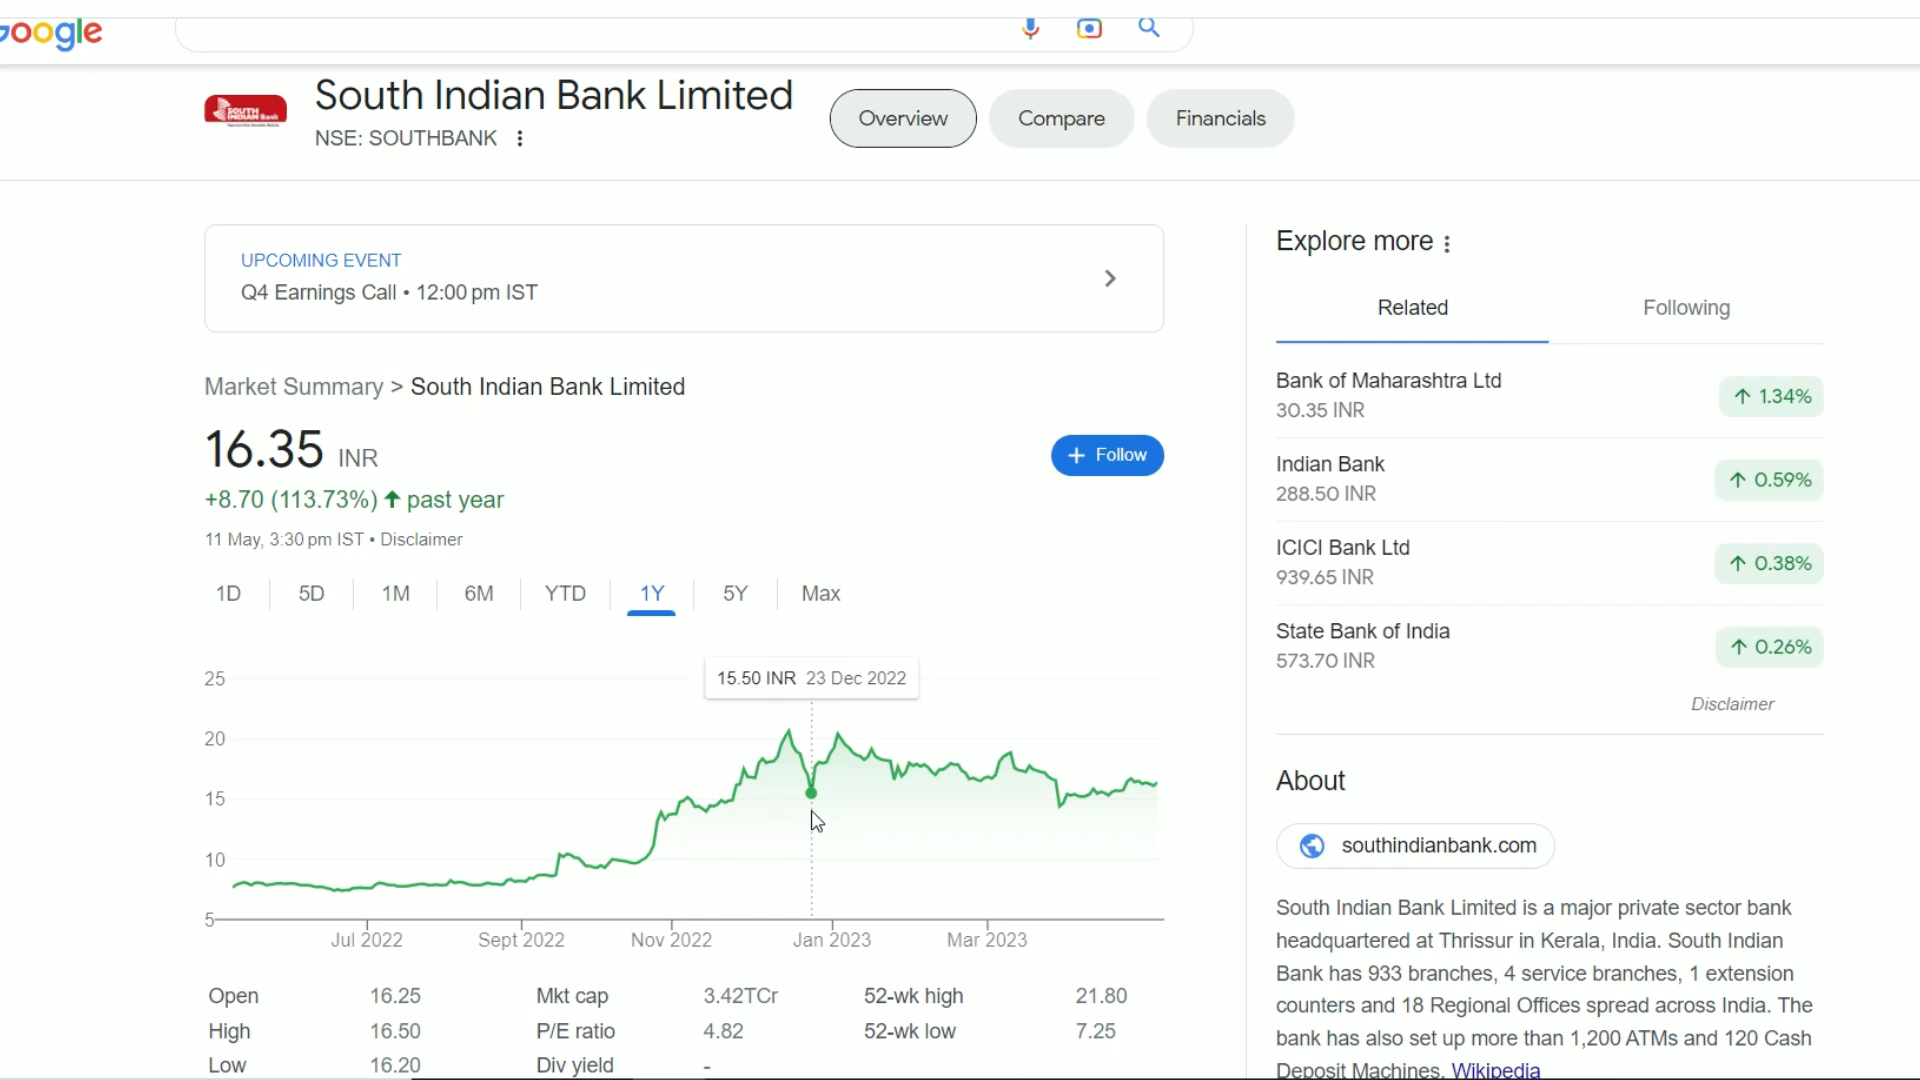 Google
South Indian Bank Limited
NSE: SOUTHBANK
SOUTH
INDIAN Bank
Overview
Compare
Financials
UPCOMING EVENT
Q4 Earnings Call • 12:00 pm IST
Market Summary > South Indian Bank Limited
16.35 INR
+ Follow
+8.70 (113.73%) ↑ past year
11 May, 3:30 pm IST • Disclaimer
1D 5D 1M 6M YTD 1Y 5Y Max
15.50 INR 23 Dec 2022
25
20
15
10
5
Jul 2022 Sept 2022 Nov 2022 Jan 2023 Mar 2023
Open 16.25 Mkt cap 3.42TCr 52-wk high 21.80
High 16.50 P/E ratio 4.82 52-wk low 7.25
Low 16.20 Div yield -
Explore more
Related Following
Bank of Maharashtra Ltd
30.35 INR
↑ 1.34%
Indian Bank
288.50 INR
↑ 0.59%
ICICI Bank Ltd
939.65 INR
↑ 0.38%
State Bank of India
573.70 INR
↑ 0.26%
Disclaimer
About
southindianbank.com
South Indian Bank Limited is a major private sector bank
headquartered at Thrissur in Kerala, India. South Indian
Bank has 933 branches, 4 service branches, 1 extension
counters and 18 Regional Offices spread across India. The
bank has also set up more than 1,200 ATMs and 120 Cash
Deposit Machines. Wikipedia